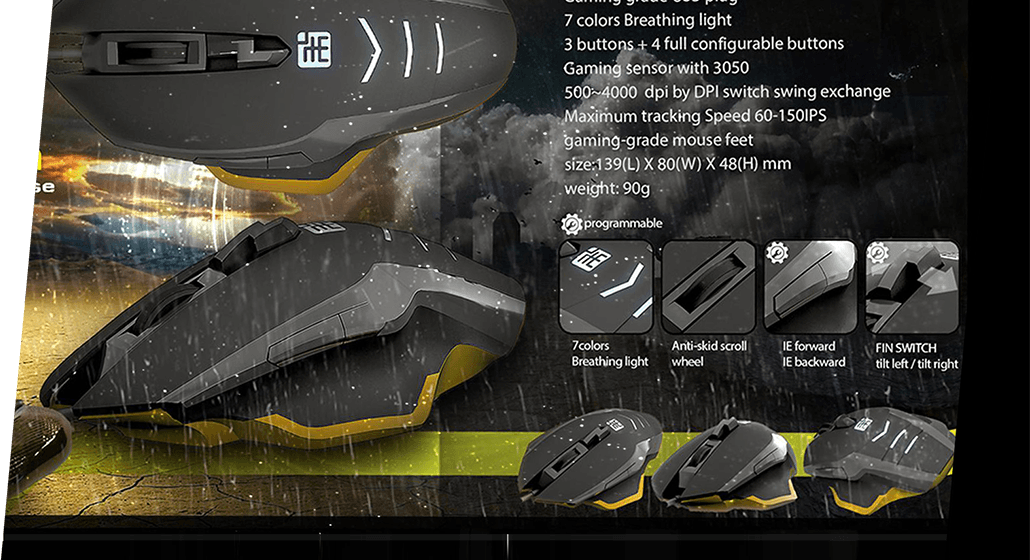 se
7 colors Breathing light
3 buttons + 4 full configurable buttons
Gaming sensor with 3050
500~4000 dpi by DPI switch swing exchange
Maximum tracking Speed 60-150IPS
gaming-grade mouse feet
size:139(L) X 80(W) X 48(H) mm
weight: 90g
programmable
7colors
Breathing light
Anti-skid scroll
wheel
IE forward
IE backward
FIN SWITCH
tilt left / tilt right